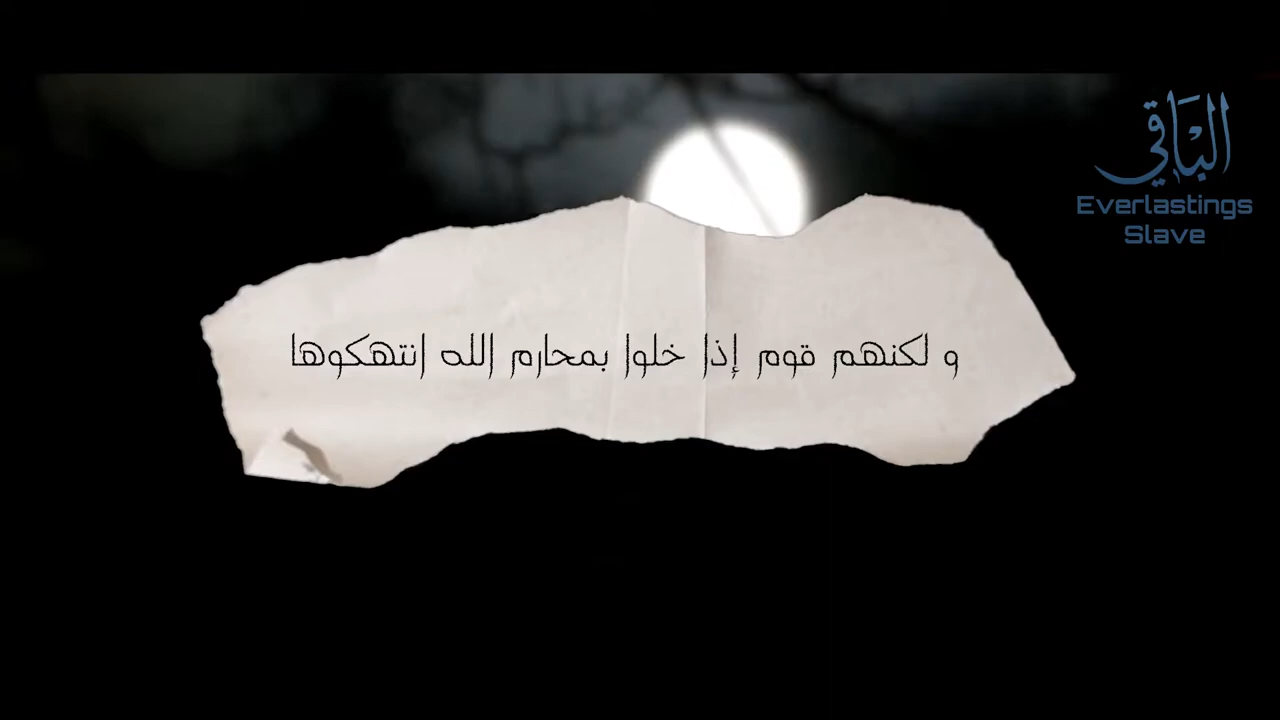 الباقي
Everlastings
Slave
و لكنهم قوم إذا خلوا بمحارم الله انتهكوها